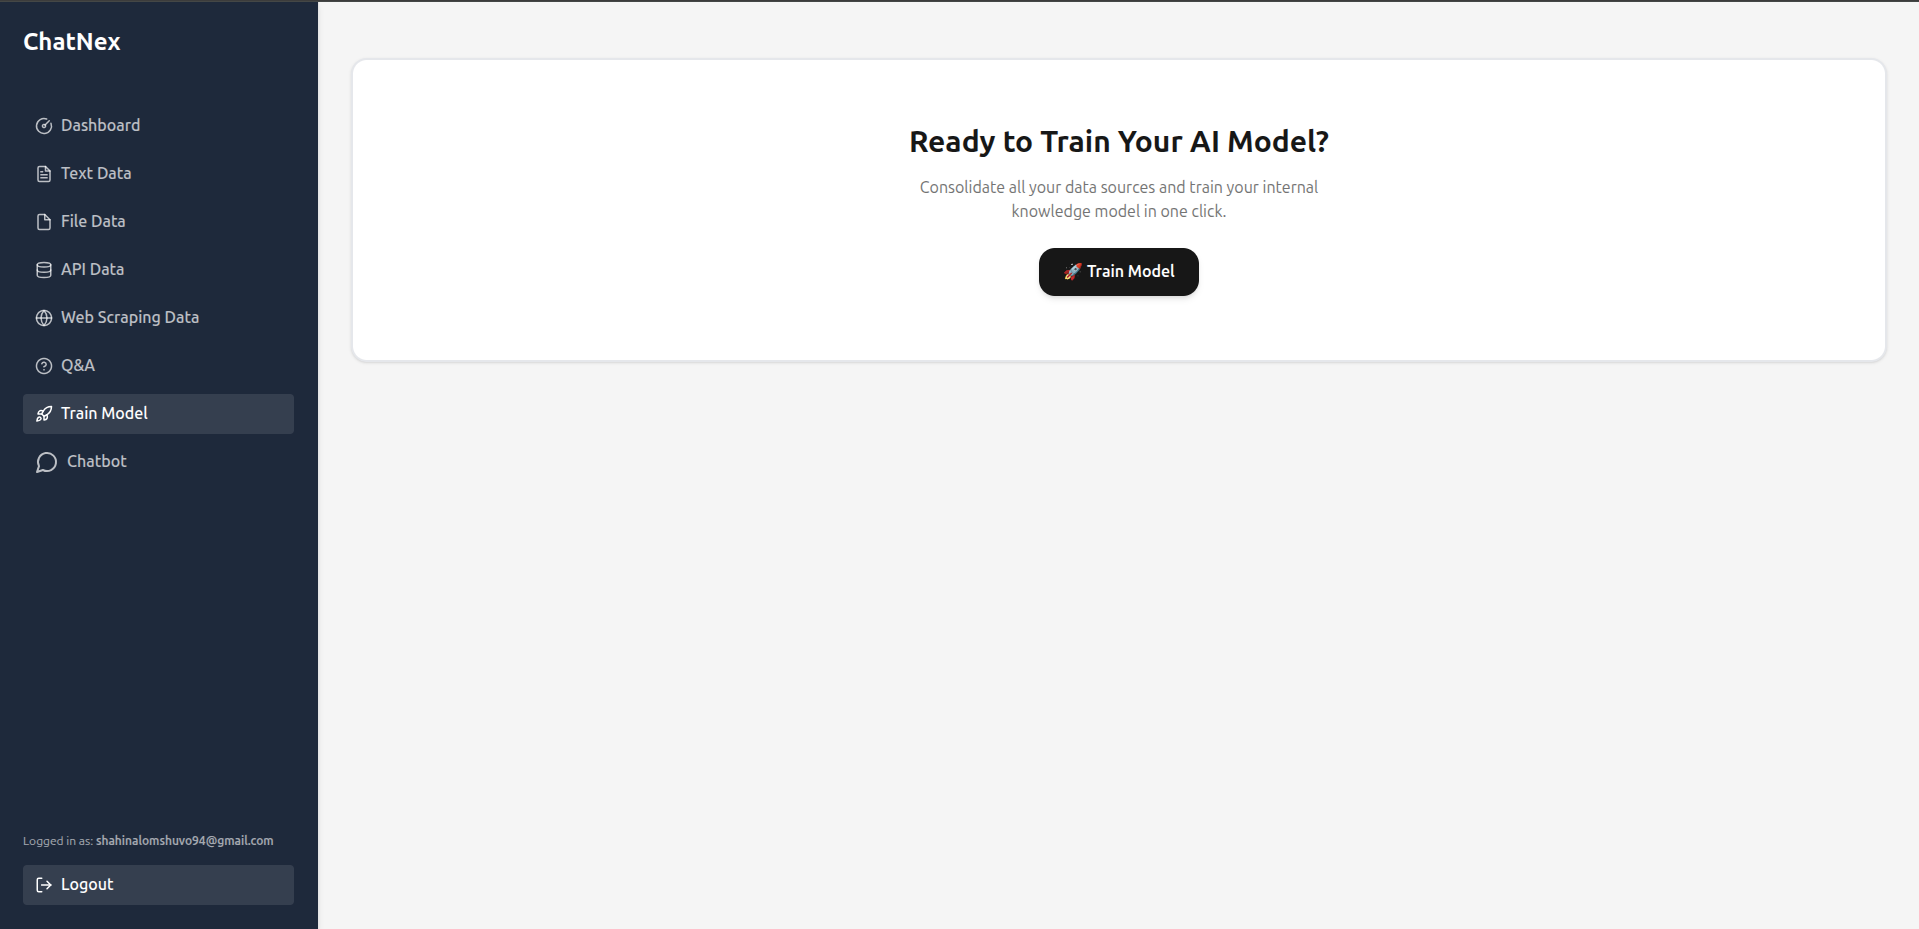 ChatNex
Dashboard
Text Data
File Data
API Data
Web Scraping Data
Q&A
Train Model
Chatbot
Logged in as: shahinalomshuvo94@gmail.com
Logout
Ready to Train Your AI Model?
Consolidate all your data sources and train your internal
knowledge model in one click.
🚀 Train Model